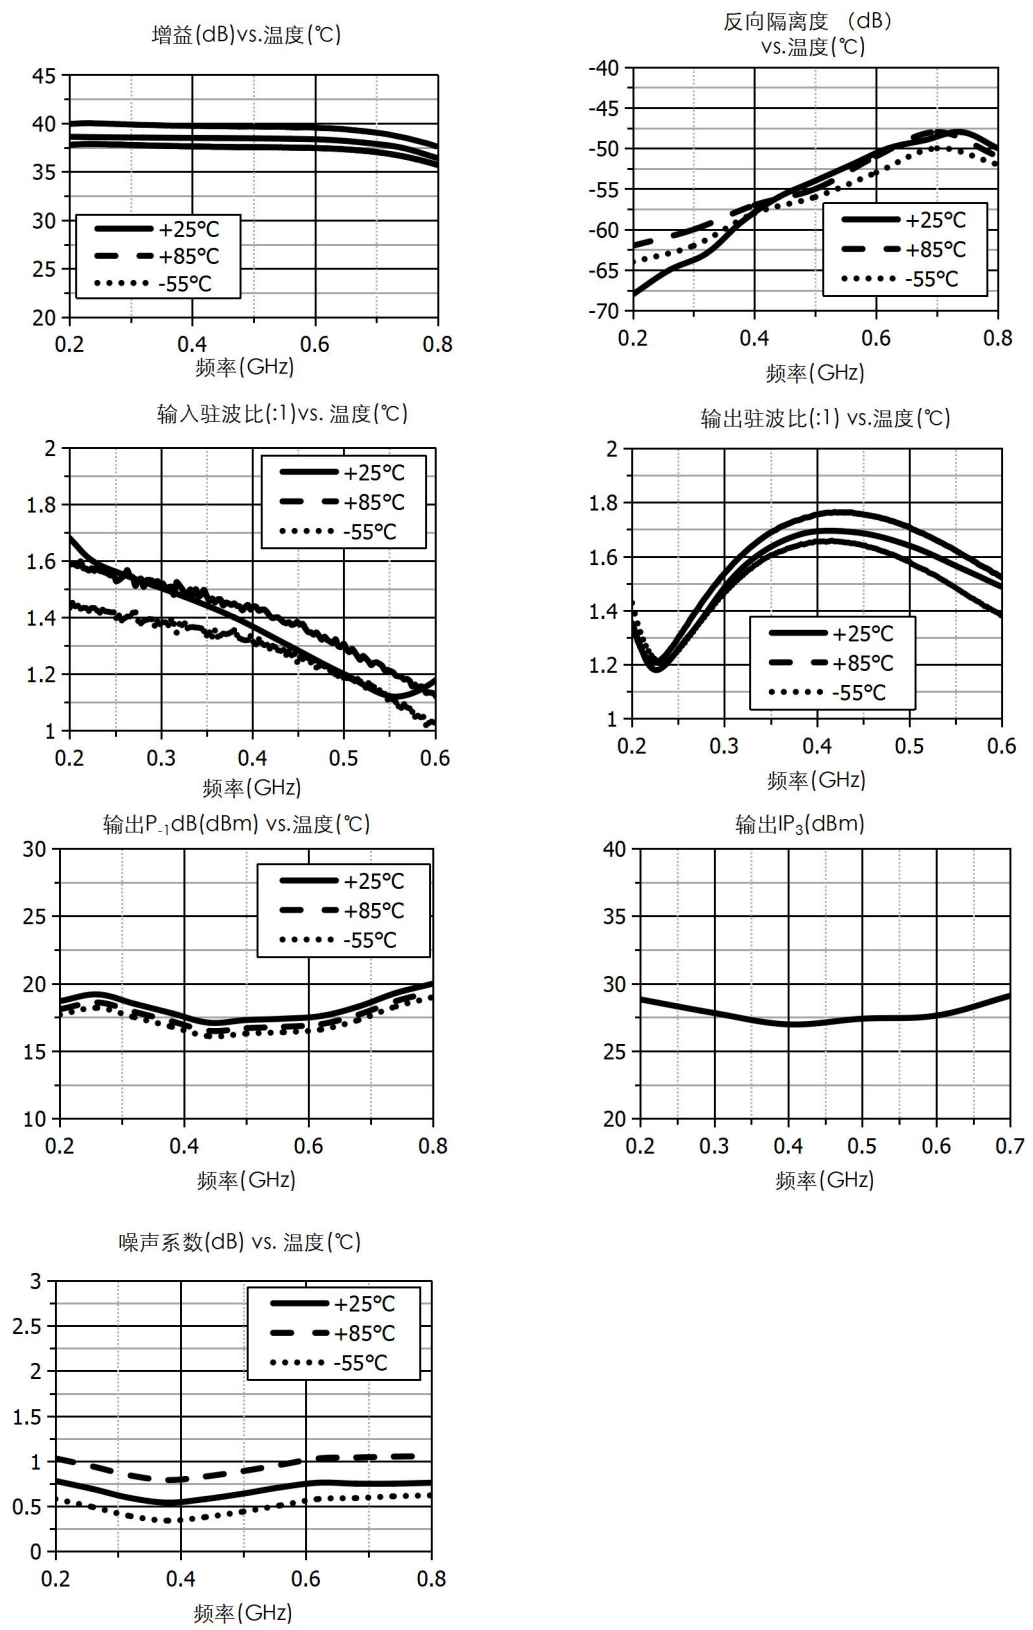 增益(dB)vs.温度(℃)
45
40
35
30
25
20
+25℃
+85℃
-55℃
0.2 0.4 0.6 0.8
频率(GHz)
反向隔离度 （dB）
vs.温度(℃)
-40
-45
-50
-55
-60
-65
-70
+25℃
+85℃
-55℃
0.2 0.4 0.6 0.8
频率(GHz)
输入驻波比(:1)vs. 温度(℃)
2
1.8
1.6
1.4
1.2
1
+25℃
+85℃
-55℃
0.2 0.3 0.4 0.5 0.6
频率(GHz)
输出驻波比(:1) vs.温度(℃)
2
1.8
1.6
1.4
1.2
1
+25℃
+85℃
-55℃
0.2 0.3 0.4 0.5 0.6
频率(GHz)
输出P-1dB(dBm) vs.温度(℃)
30
25
20
15
10
+25℃
+85℃
-55℃
0.2 0.4 0.6 0.8
频率(GHz)
输出IP3(dBm)
40
35
30
25
20
0.2 0.3 0.4 0.5 0.6 0.7
频率(GHz)
噪声系数(dB) vs. 温度(℃)
3
2.5
2
1.5
1
0.5
0
+25℃
+85℃
-55℃
0.2 0.4 0.6 0.8
频率(GHz)